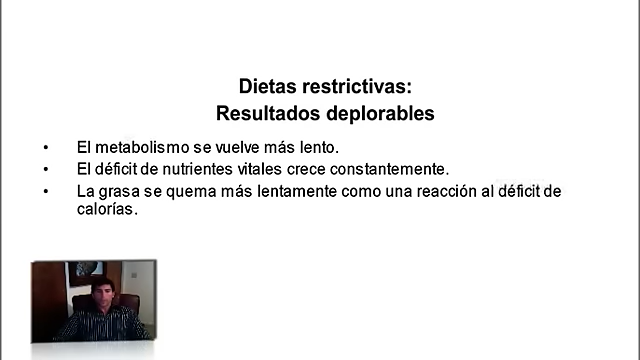 Dietas restrictivas:
Resultados deplorables
• El metabolismo se vuelve más lento.
• El déficit de nutrientes vitales crece constantemente.
• La grasa se quema más lentamente como una reacción al déficit de
calorías.